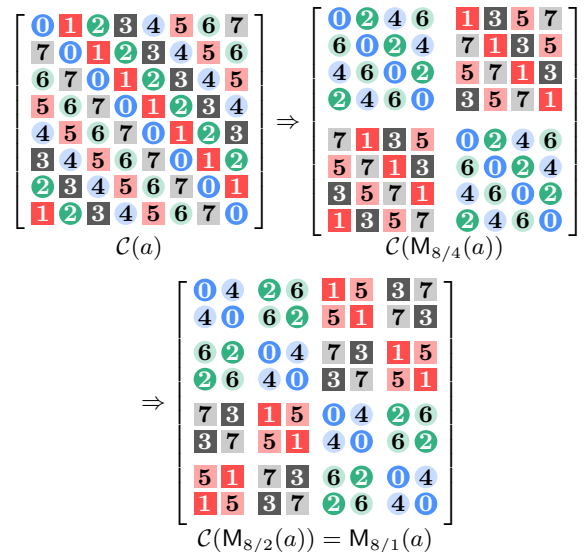 0 1 2 3 4 5 6 7
7 0 1 2 3 4 5 6
6 7 0 1 2 3 4 5
5 6 7 0 1 2 3 4
4 5 6 7 0 1 2 3
3 4 5 6 7 0 1 2
2 3 4 5 6 7 0 1
1 2 3 4 5 6 7 0
C(a)
⇒
0 2 4 6 1 3 5 7
6 0 2 4 7 1 3 5
4 6 0 2 5 7 1 3
2 4 6 0 3 5 7 1
7 1 3 5 0 2 4 6
5 7 1 3 6 0 2 4
3 5 7 1 4 6 0 2
1 3 5 7 2 4 6 0
C(M_{8/4}(a))
⇒
0 4 2 6 1 5 3 7
4 0 6 2 5 1 7 3
6 2 0 4 7 3 1 5
2 6 4 0 3 7 5 1
7 3 1 5 0 4 2 6
3 7 5 1 4 0 6 2
5 1 7 3 6 2 0 4
1 5 3 7 2 6 4 0
C(M_{8/2}(a)) = M_{8/1}(a)